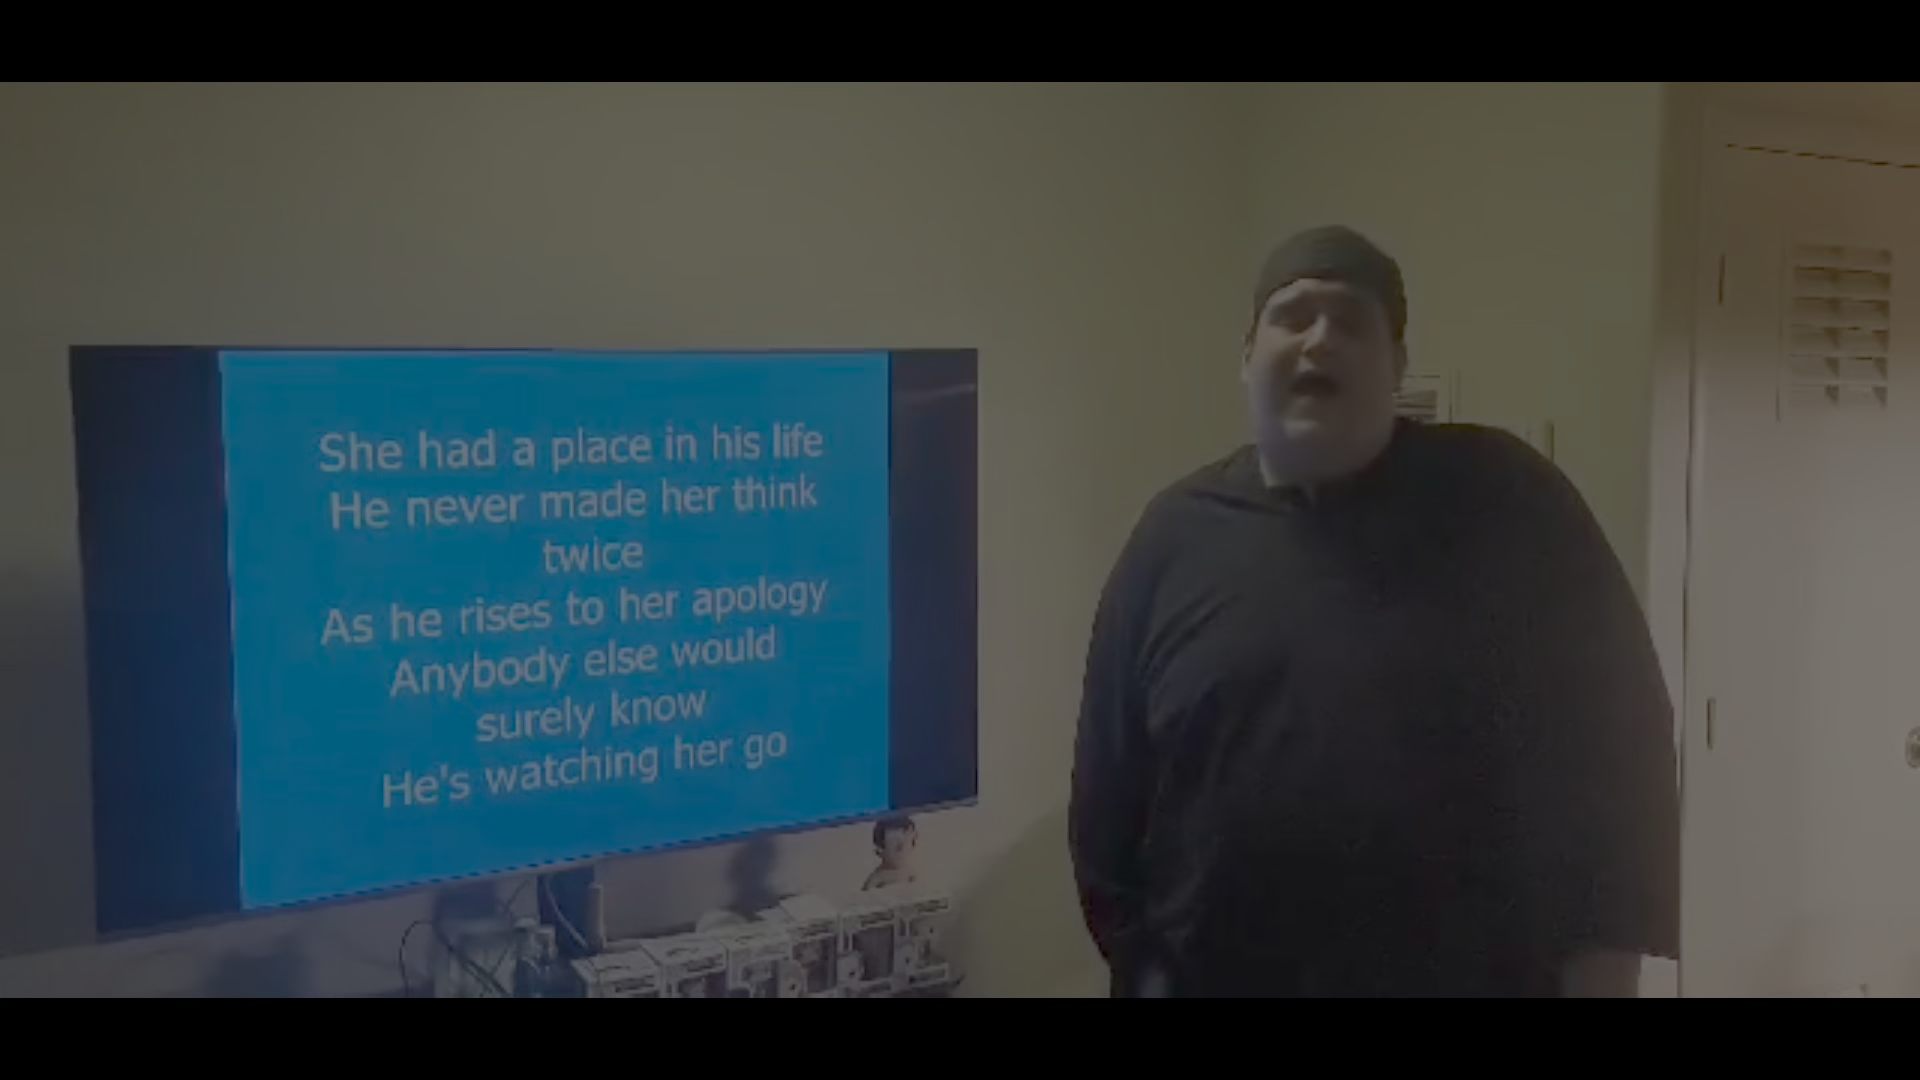 She had a place in his life
He never made her think
twice
As he rises to her apology
Anybody else would
surely know
He's watching her go